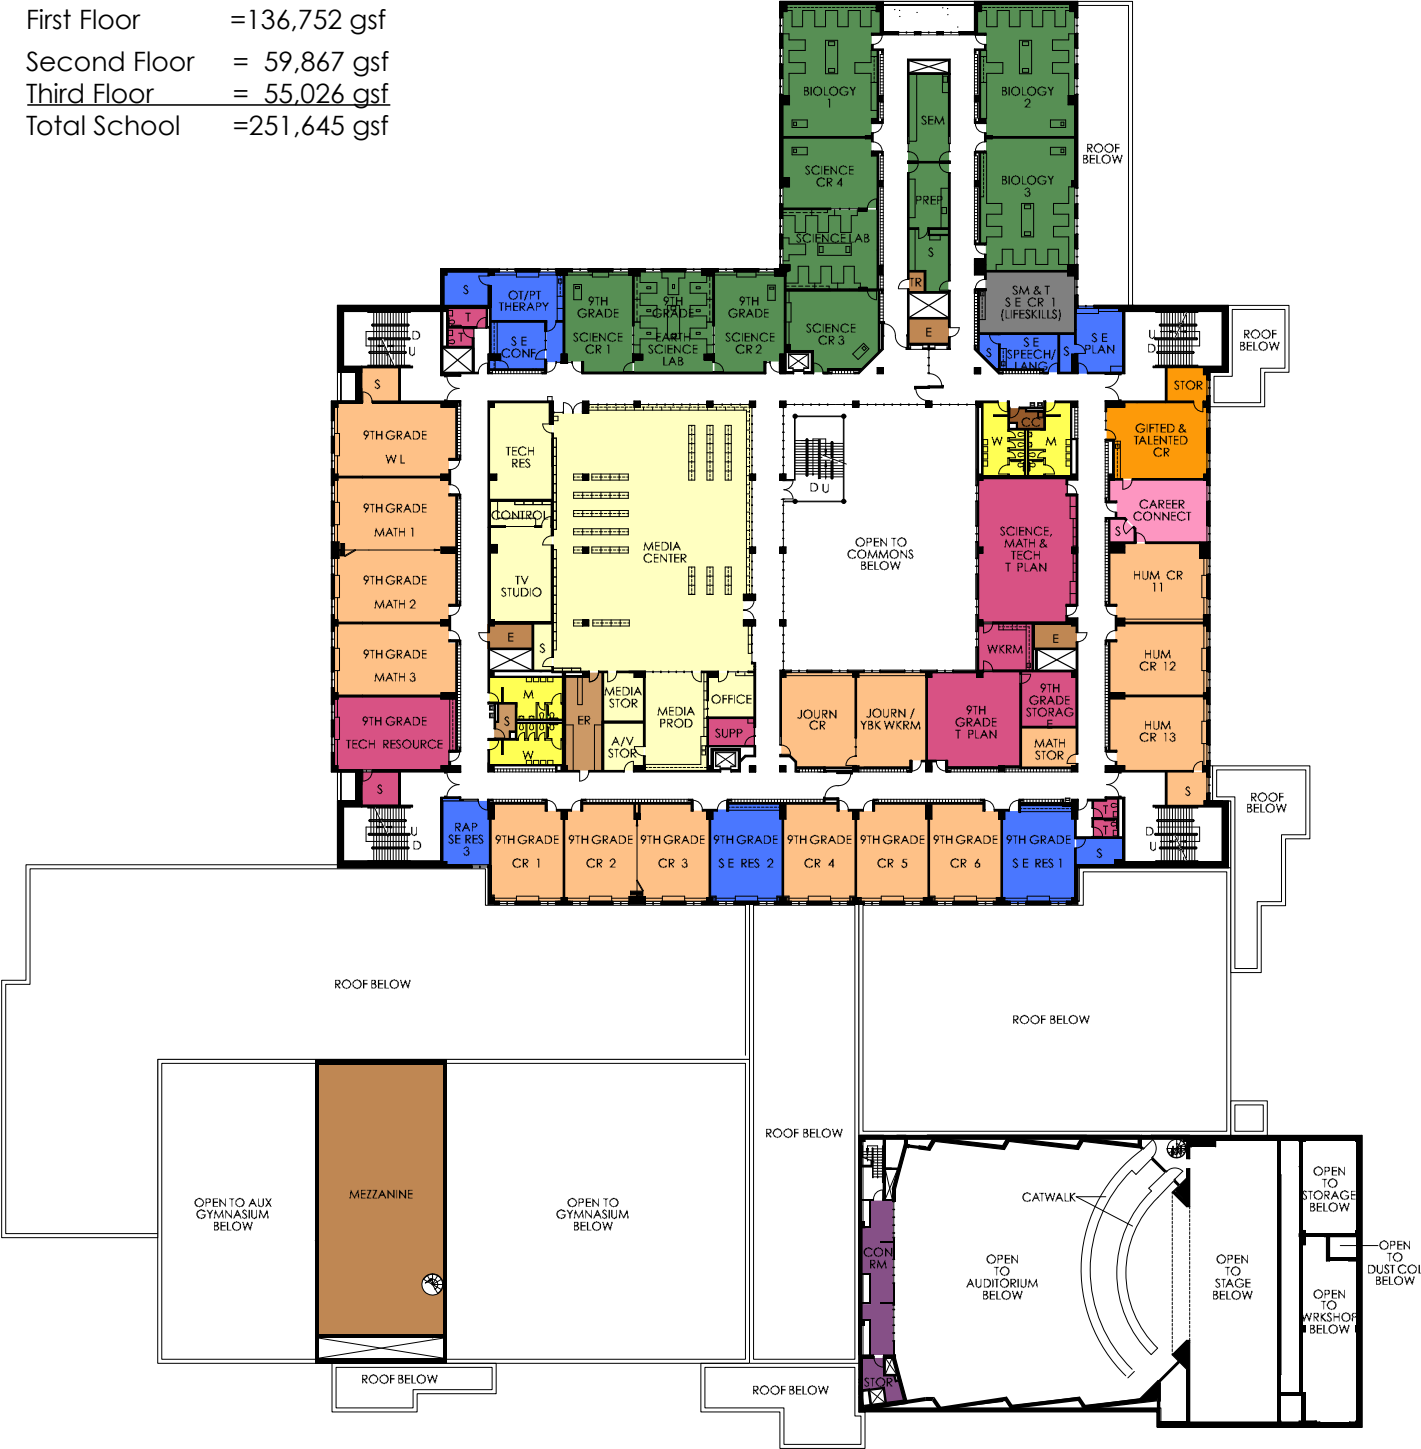 First Floor =136,752 gsf
Second Floor = 59,867 gsf
Third Floor = 55,026 gsf
Total School =251,645 gsf
BIOLOGY
1
BIOLOGY
2
SEM
ROOF
BELOW
SCIENCE
CR 4
BIOLOGY
3
PREP
SCIENCE LAB
S
TR
S
OT/PT
THERAPY
9TH
GRADE
SCIENCE
CR 1
9TH
GRADE
EARTH
SCIENCE
LAB
9TH
GRADE
SCIENCE
CR 2
SCIENCE
CR 3
E
SM & T
S E CR 1
(LIFESKILLS)
T
T
S E
CONF
S
S E
SPEECH/
LANG
S
S E
PLAN
D
U
U
D
ROOF
BELOW
S
STOR
9TH GRADE
W L
TECH
RES
W
CC
M
GIFTED &
TALENTED
CR
9TH GRADE
MATH 1
CONTROL
D U
CAREER
CONNECT
S
MEDIA
CENTER
OPEN TO
COMMONS
BELOW
SCIENCE,
MATH &
TECH
T PLAN
9TH GRADE
MATH 2
TV
STUDIO
HUM CR
11
E
S
WKRM
E
9TH GRADE
MATH 3
HUM
CR 12
M
S
W
ER
MEDIA
STOR
A/V
STOR
MEDIA
PROD
OFFICE
SUPP
JOURN
CR
JOURN /
YBK WKRM
9TH
GRADE
T PLAN
9TH
GRADE
STORAG
E
MATH
STOR
9TH GRADE
TECH RESOURCE
HUM
CR 13
S
S
U
D
RAP
SE RES
3
9TH GRADE
CR 1
9TH GRADE
CR 2
9TH GRADE
CR 3
9TH GRADE
S E RES 2
9TH GRADE
CR 4
9TH GRADE
CR 5
9TH GRADE
CR 6
9TH GRADE
S E RES 1
T
T
S
D
U
ROOF
BELOW
ROOF BELOW
ROOF BELOW
ROOF BELOW
MEZZANINE
OPEN TO AUX
GYMNASIUM
BELOW
OPEN TO
GYMNASIUM
BELOW
CATWALK
OPEN
TO
STORAGE
BELOW
CON
RM
OPEN
TO
AUDITORIUM
BELOW
OPEN
TO
STAGE
BELOW
OPEN
TO
DUST COL
BELOW
OPEN
TO
WRKSHOP
BELOW
STOR
ROOF BELOW
ROOF BELOW